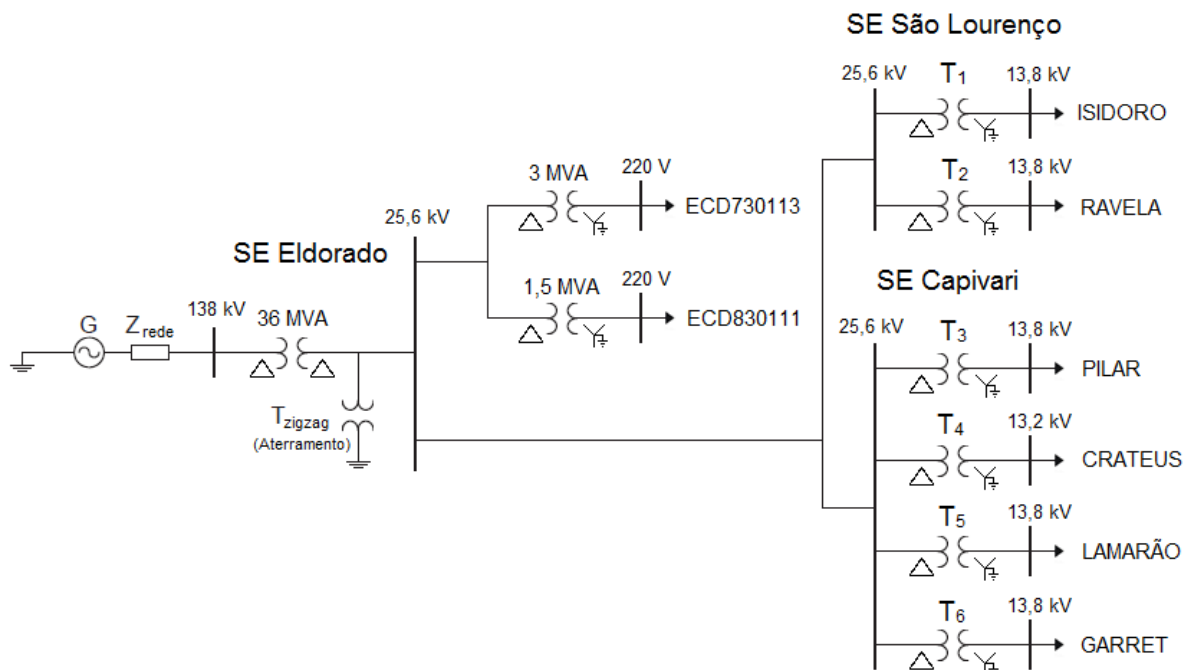 SE São Lourenço
25,6 kV
T1
13,8 kV
ISIDORO
T2
13,8 kV
RAVELA
3 MVA
220 V
ECD730113
25,6 kV
SE Eldorado
1,5 MVA
220 V
ECD830111
G
Zrede
138 kV
36 MVA
Tzigzag
(Aterramento)
SE Capivari
25,6 kV
T3
13,8 kV
PILAR
T4
13,2 kV
CRATEUS
T5
13,8 kV
LAMARÃO
T6
13,8 kV
GARRET